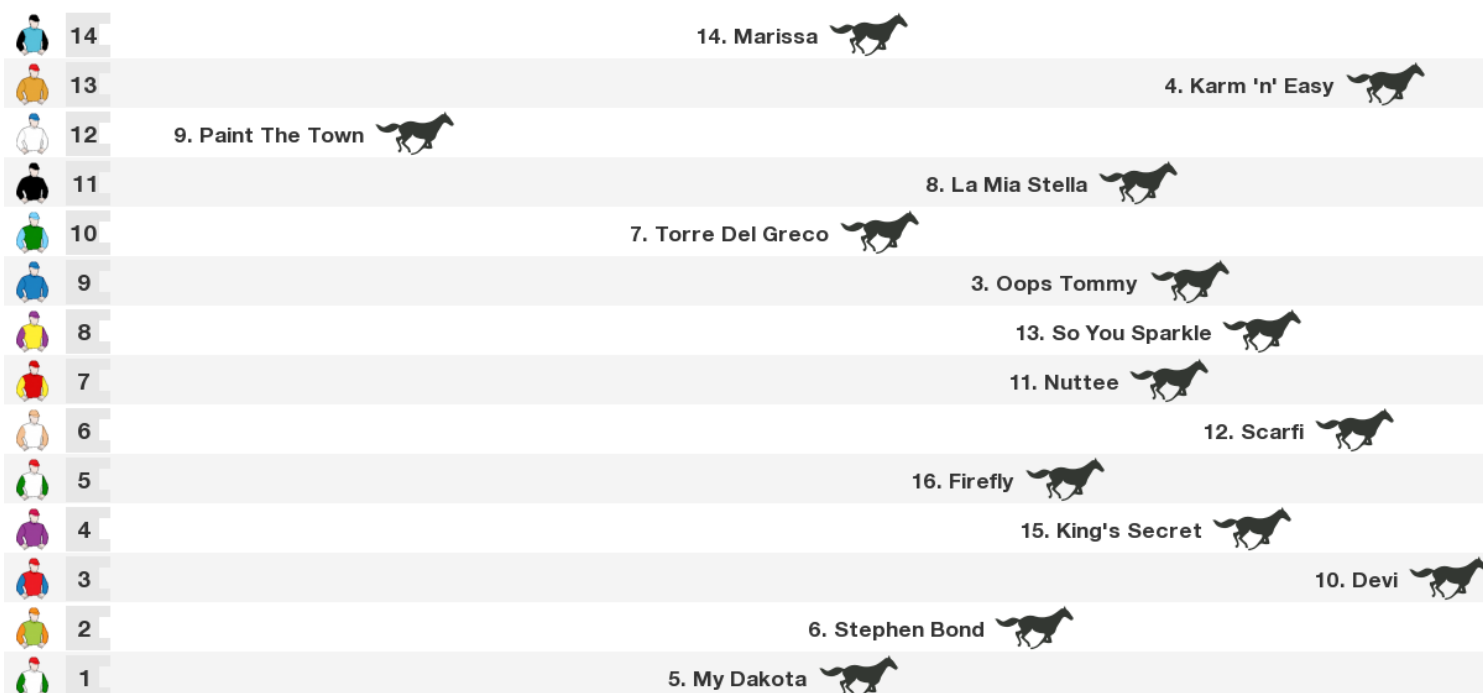 14 14. Marissa
13 4. Karm 'n' Easy
12 9. Paint The Town
11 8. La Mia Stella
10 7. Torre Del Greco
9 3. Oops Tommy
8 13. So You Sparkle
7 11. Nuttee
6 12. Scarfi
5 16. Firefly
4 15. King's Secret
3 10. Devi
2 6. Stephen Bond
1 5. My Dakota